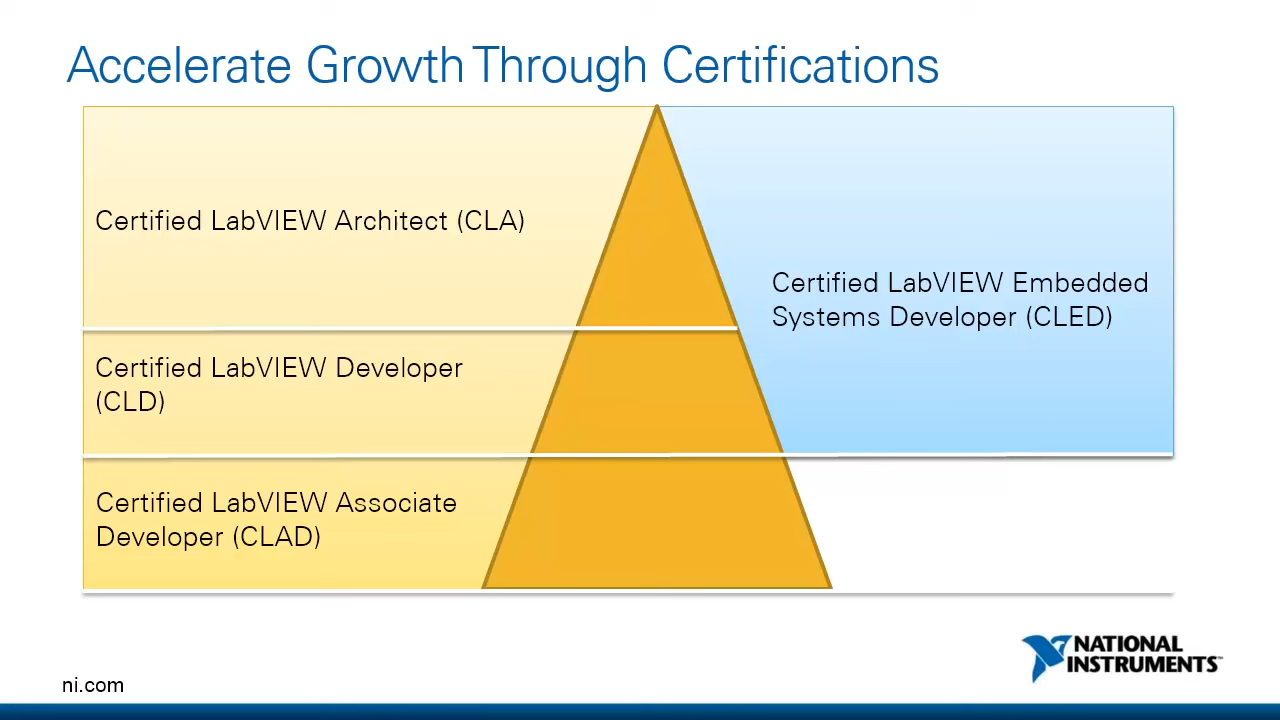 Accelerate Growth Through Certifications
Certified LabVIEW Architect (CLA)
Certified LabVIEW Embedded
Systems Developer (CLED)
Certified LabVIEW Developer
(CLD)
Certified LabVIEW Associate
Developer (CLAD)
NATIONAL
INSTRUMENTS™
ni.com